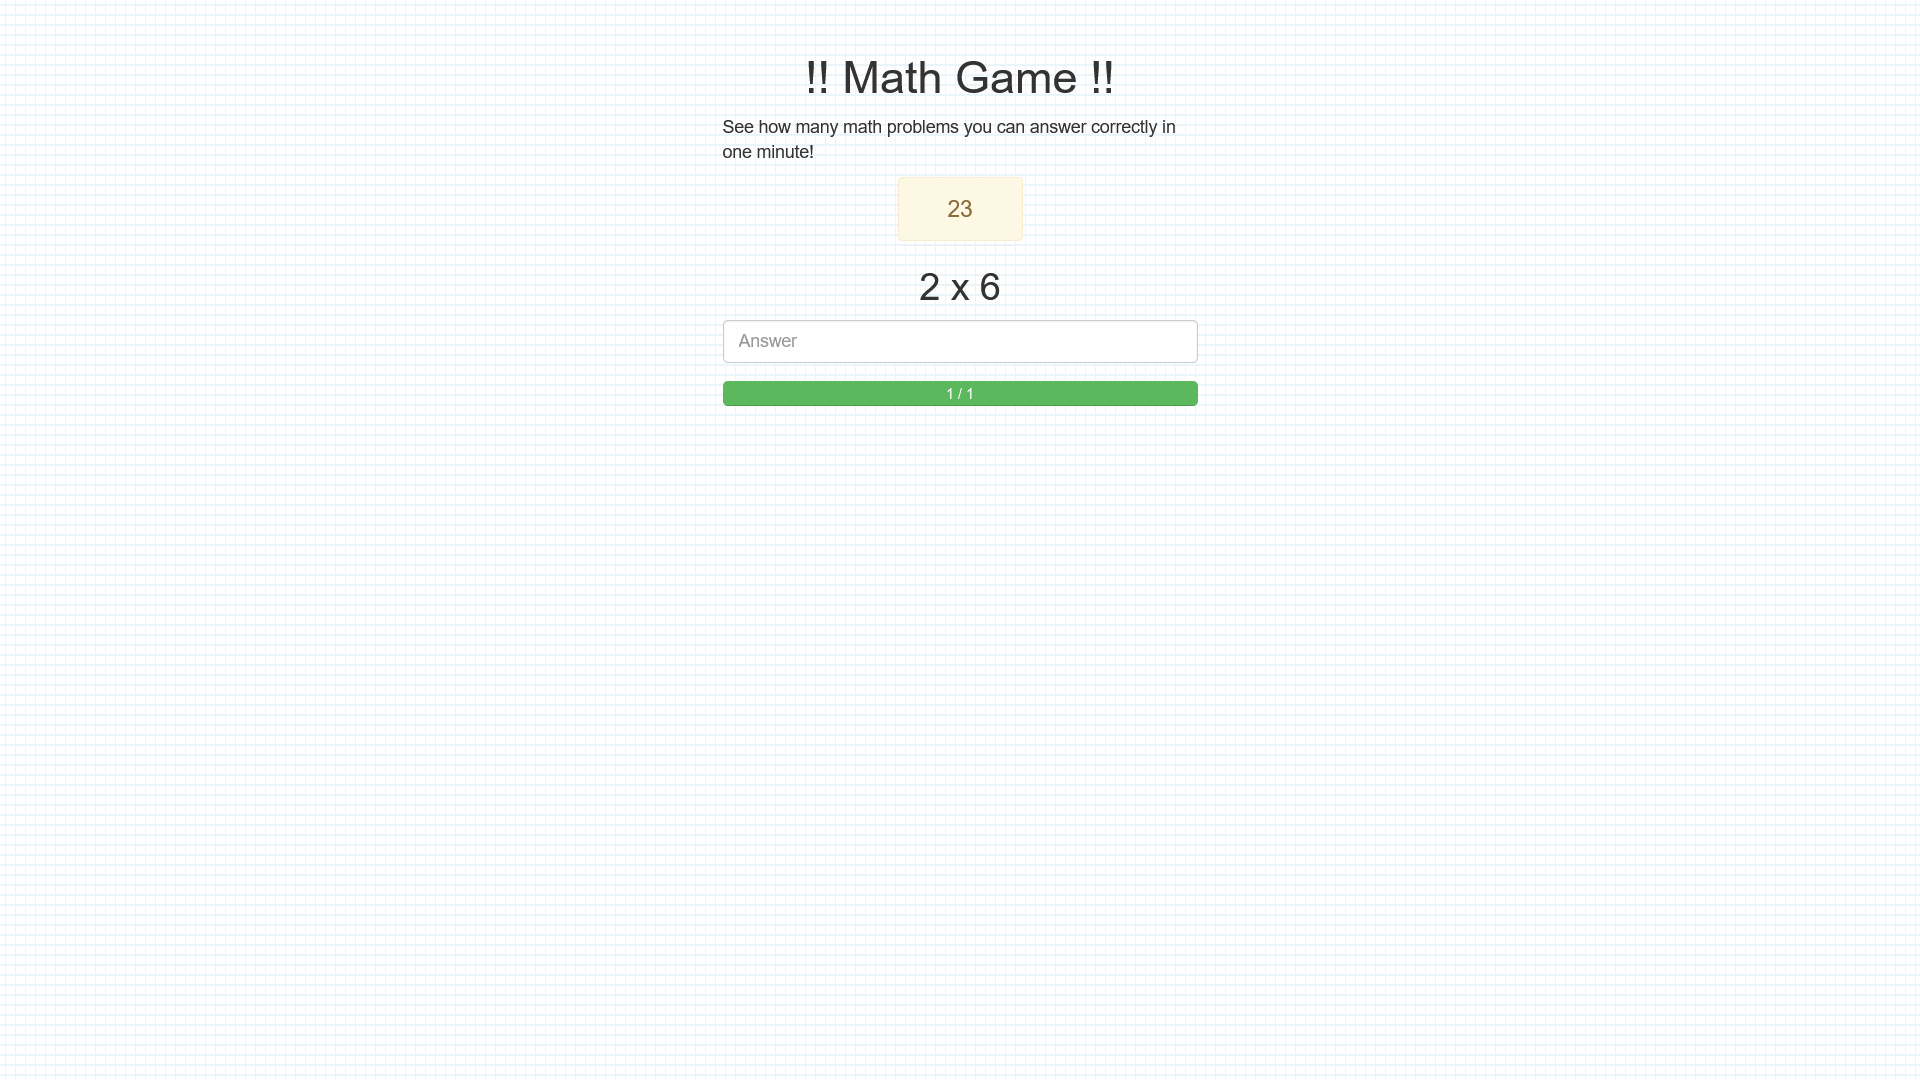 !! Math Game !!
See how many math problems you can answer correctly in
one minute!
23
2 x 6
Answer
1 / 1